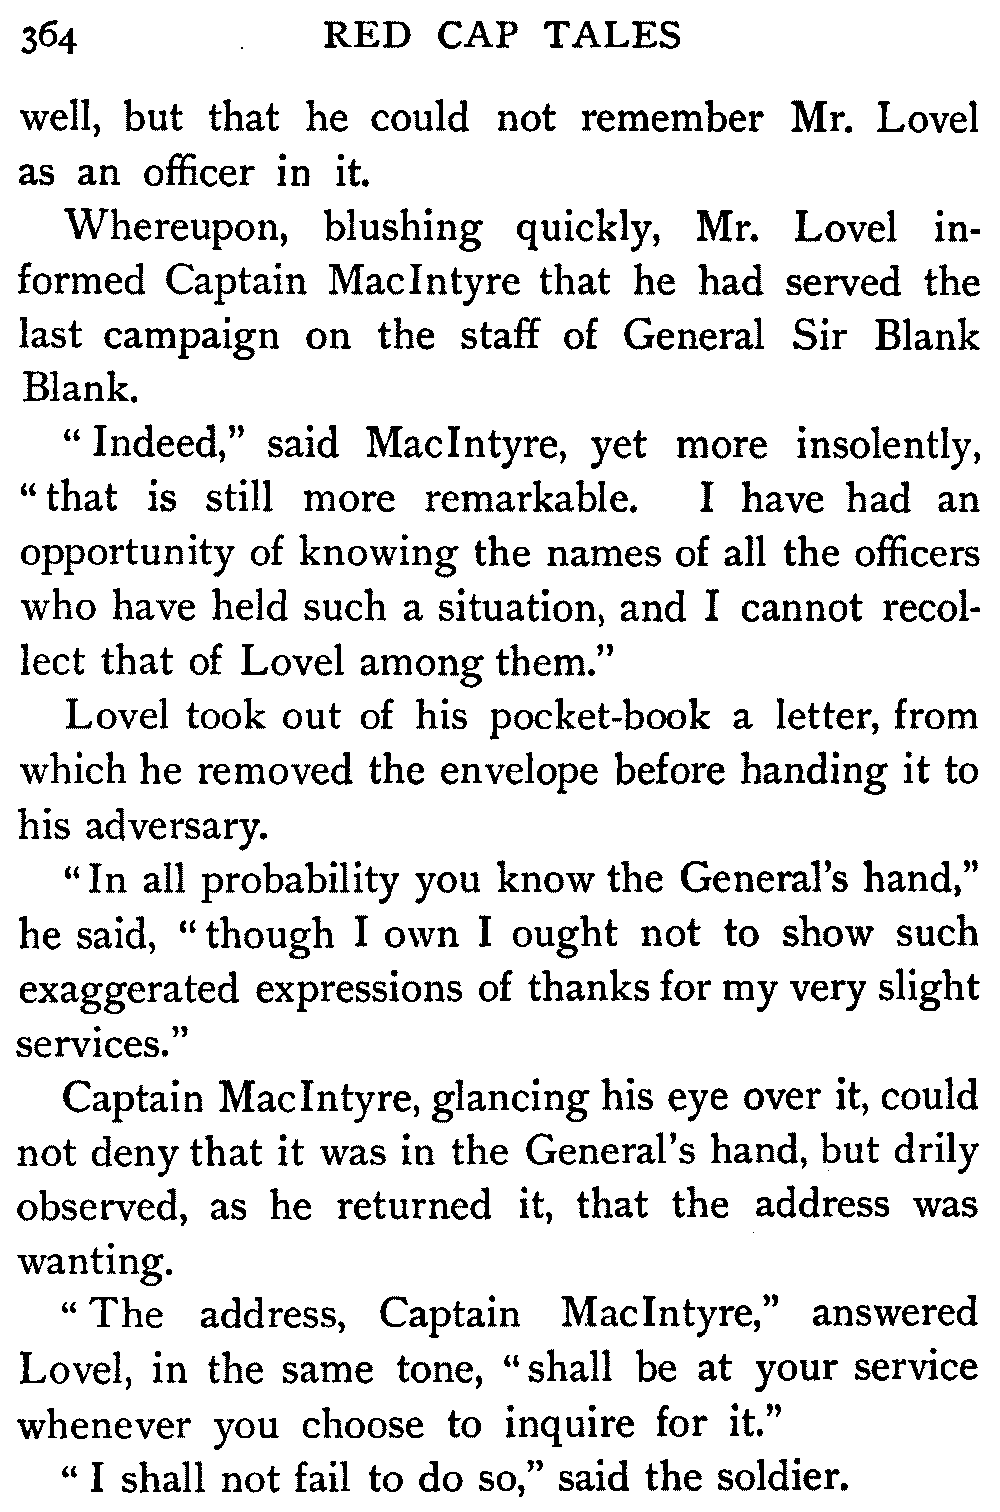 364 RED CAP TALES
well, but that he could not remember Mr. Lovel
as an officer in it.
Whereupon, blushing quickly, Mr. Lovel in-
formed Captain MacIntyre that he had served the
last campaign on the staff of General Sir Blank
Blank.
“Indeed,” said MacIntyre, yet more insolently,
“that is still more remarkable. I have had an
opportunity of knowing the names of all the officers
who have held such a situation, and I cannot recol-
lect that of Lovel among them.”
Lovel took out of his pocket-book a letter, from
which he removed the envelope before handing it to
his adversary.
“In all probability you know the General’s hand,”
he said, “though I own I ought not to show such
exaggerated expressions of thanks for my very slight
services.”
Captain MacIntyre, glancing his eye over it, could
not deny that it was in the General’s hand, but drily
observed, as he returned it, that the address was
wanting.
“The address, Captain MacIntyre,” answered
Lovel, in the same tone, “shall be at your service
whenever you choose to inquire for it.”
“I shall not fail to do so,” said the soldier.